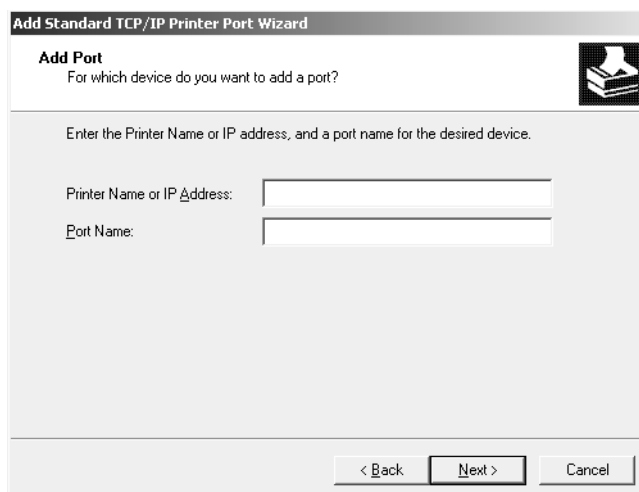 Add Standard TCP/IP Printer Port Wizard
Add Port
For which device do you want to add a port?
Enter the Printer Name or IP address, and a port name for the desired device.
Printer Name or IP Address:
Port Name:
< Back Next > Cancel